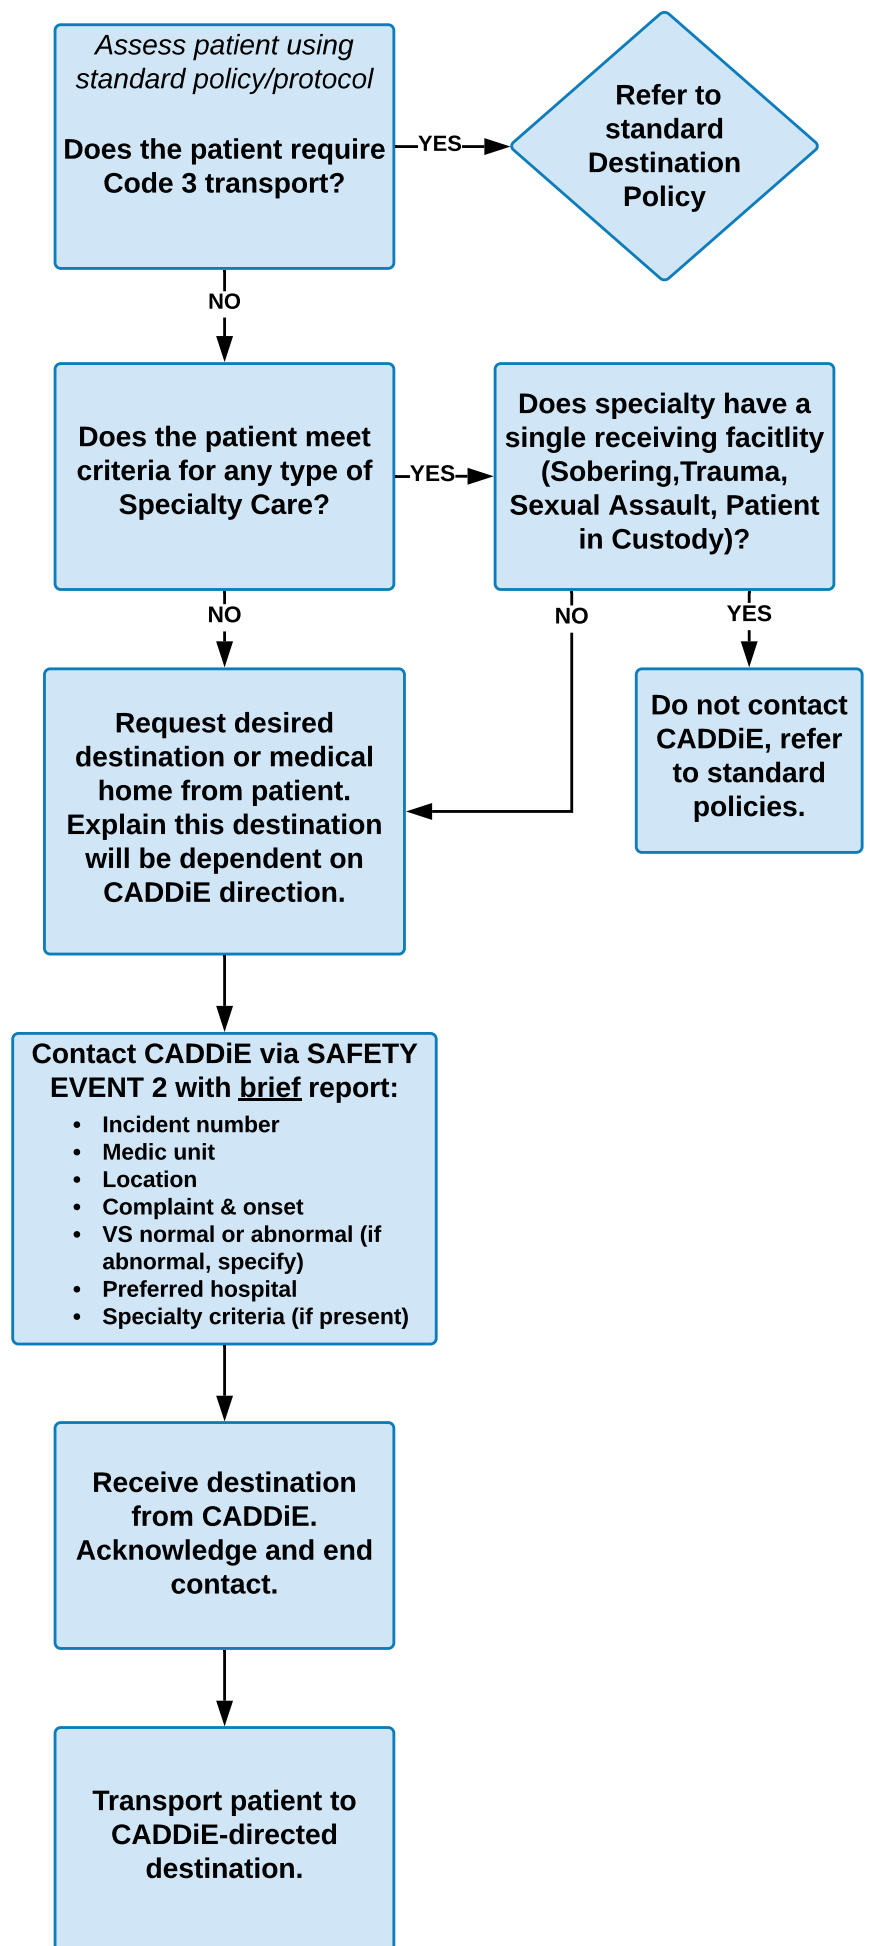 Assess patient using
standard policy/protocol
Does the patient require
Code 3 transport?
YES
Refer to
standard
Destination
Policy
NO
Does the patient meet
criteria for any type of
Specialty Care?
YES
Does specialty have a
single receiving facitlity
(Sobering,Trauma,
Sexual Assault, Patient
in Custody)?
NO
NO
YES
Request desired
destination or medical
home from patient.
Explain this destination
will be dependent on
CADDiE direction.
Do not contact
CADDiE, refer
to standard
policies.
Contact CADDiE via SAFETY
EVENT 2 with brief report:
• Incident number
• Medic unit
• Location
• Complaint & onset
• VS normal or abnormal (if
abnormal, specify)
• Preferred hospital
• Specialty criteria (if present)
Receive destination
from CADDiE.
Acknowledge and end
contact.
Transport patient to
CADDiE-directed
destination.